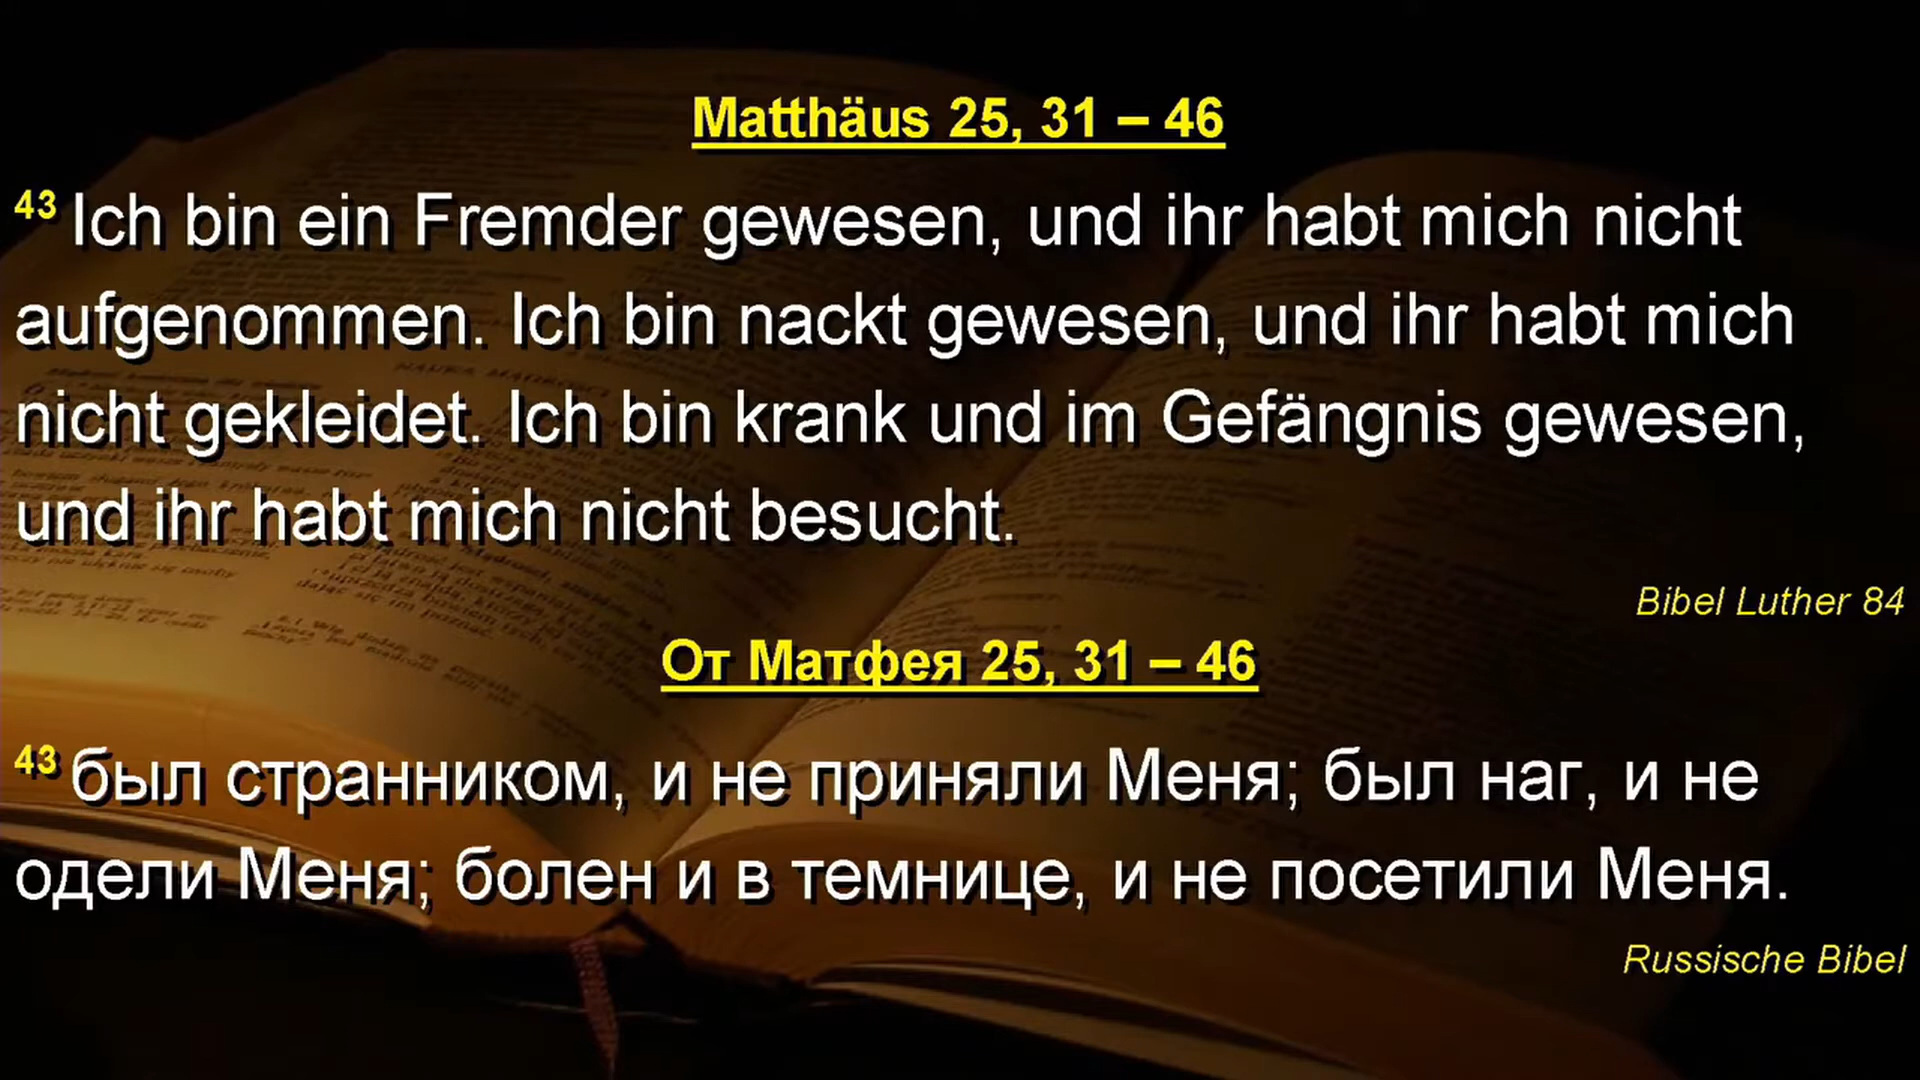 Matthäus 25, 31 – 46
43 Ich bin ein Fremder gewesen, und ihr habt mich nicht
aufgenommen. Ich bin nackt gewesen, und ihr habt mich
nicht gekleidet. Ich bin krank und im Gefängnis gewesen,
und ihr habt mich nicht besucht.
Bibel Luther 84
От Матфея 25, 31 – 46
43 был странником, и не приняли Меня; был наг, и не
одели Меня; болен и в темнице, и не посетили Меня.
Russische Bibel